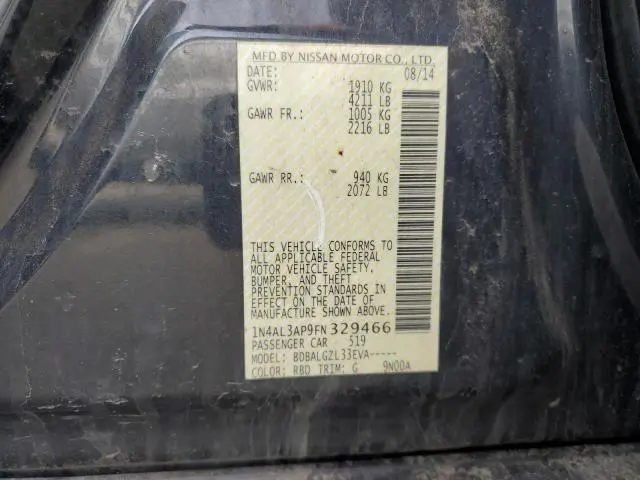 MFD BY NISSAN MOTOR CO., LTD.
DATE: 08/14
GVWR: 1910 KG
4211 LB
GAWR FR.: 1005 KG
2216 LB
GAWR RR.: 940 KG
2072 LB
THIS VEHICLE CONFORMS TO
ALL APPLICABLE FEDERAL
MOTOR VEHICLE SAFETY,
BUMPER, AND THEFT
PREVENTION STANDARDS IN
EFFECT ON THE DATE OF
MANUFACTURE SHOWN ABOVE.
1N4AL3AP9FN329466
PASSENGER CAR 519
MODEL: BDBALGZL33EVA-----
COLOR: RBD TRIM: G 9N00A